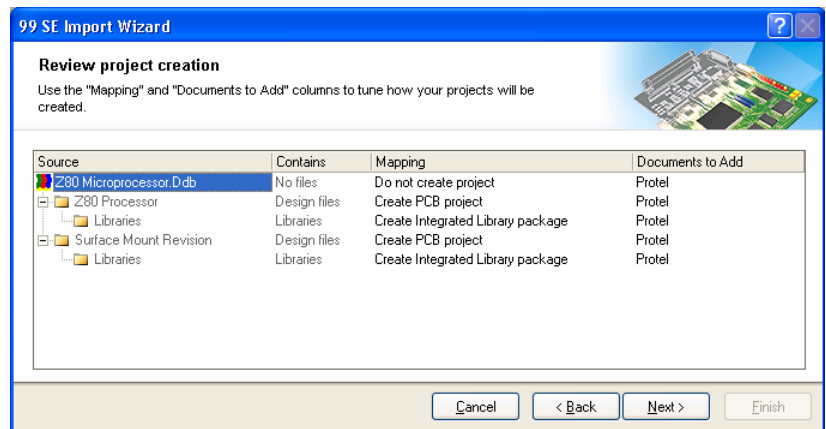 99 SE Import Wizard
Review project creation
Use the "Mapping" and "Documents to Add" columns to tune how your projects will be
created.
Source Contains Mapping Documents to Add
Z80 Microprocessor.Ddb No files Do not create project Protel
Z80 Processor Design files Create PCB project Protel
Libraries Libraries Create Integrated Library package Protel
Surface Mount Revision Design files Create PCB project Protel
Libraries Libraries Create Integrated Library package Protel
Cancel < Back Next > Finish